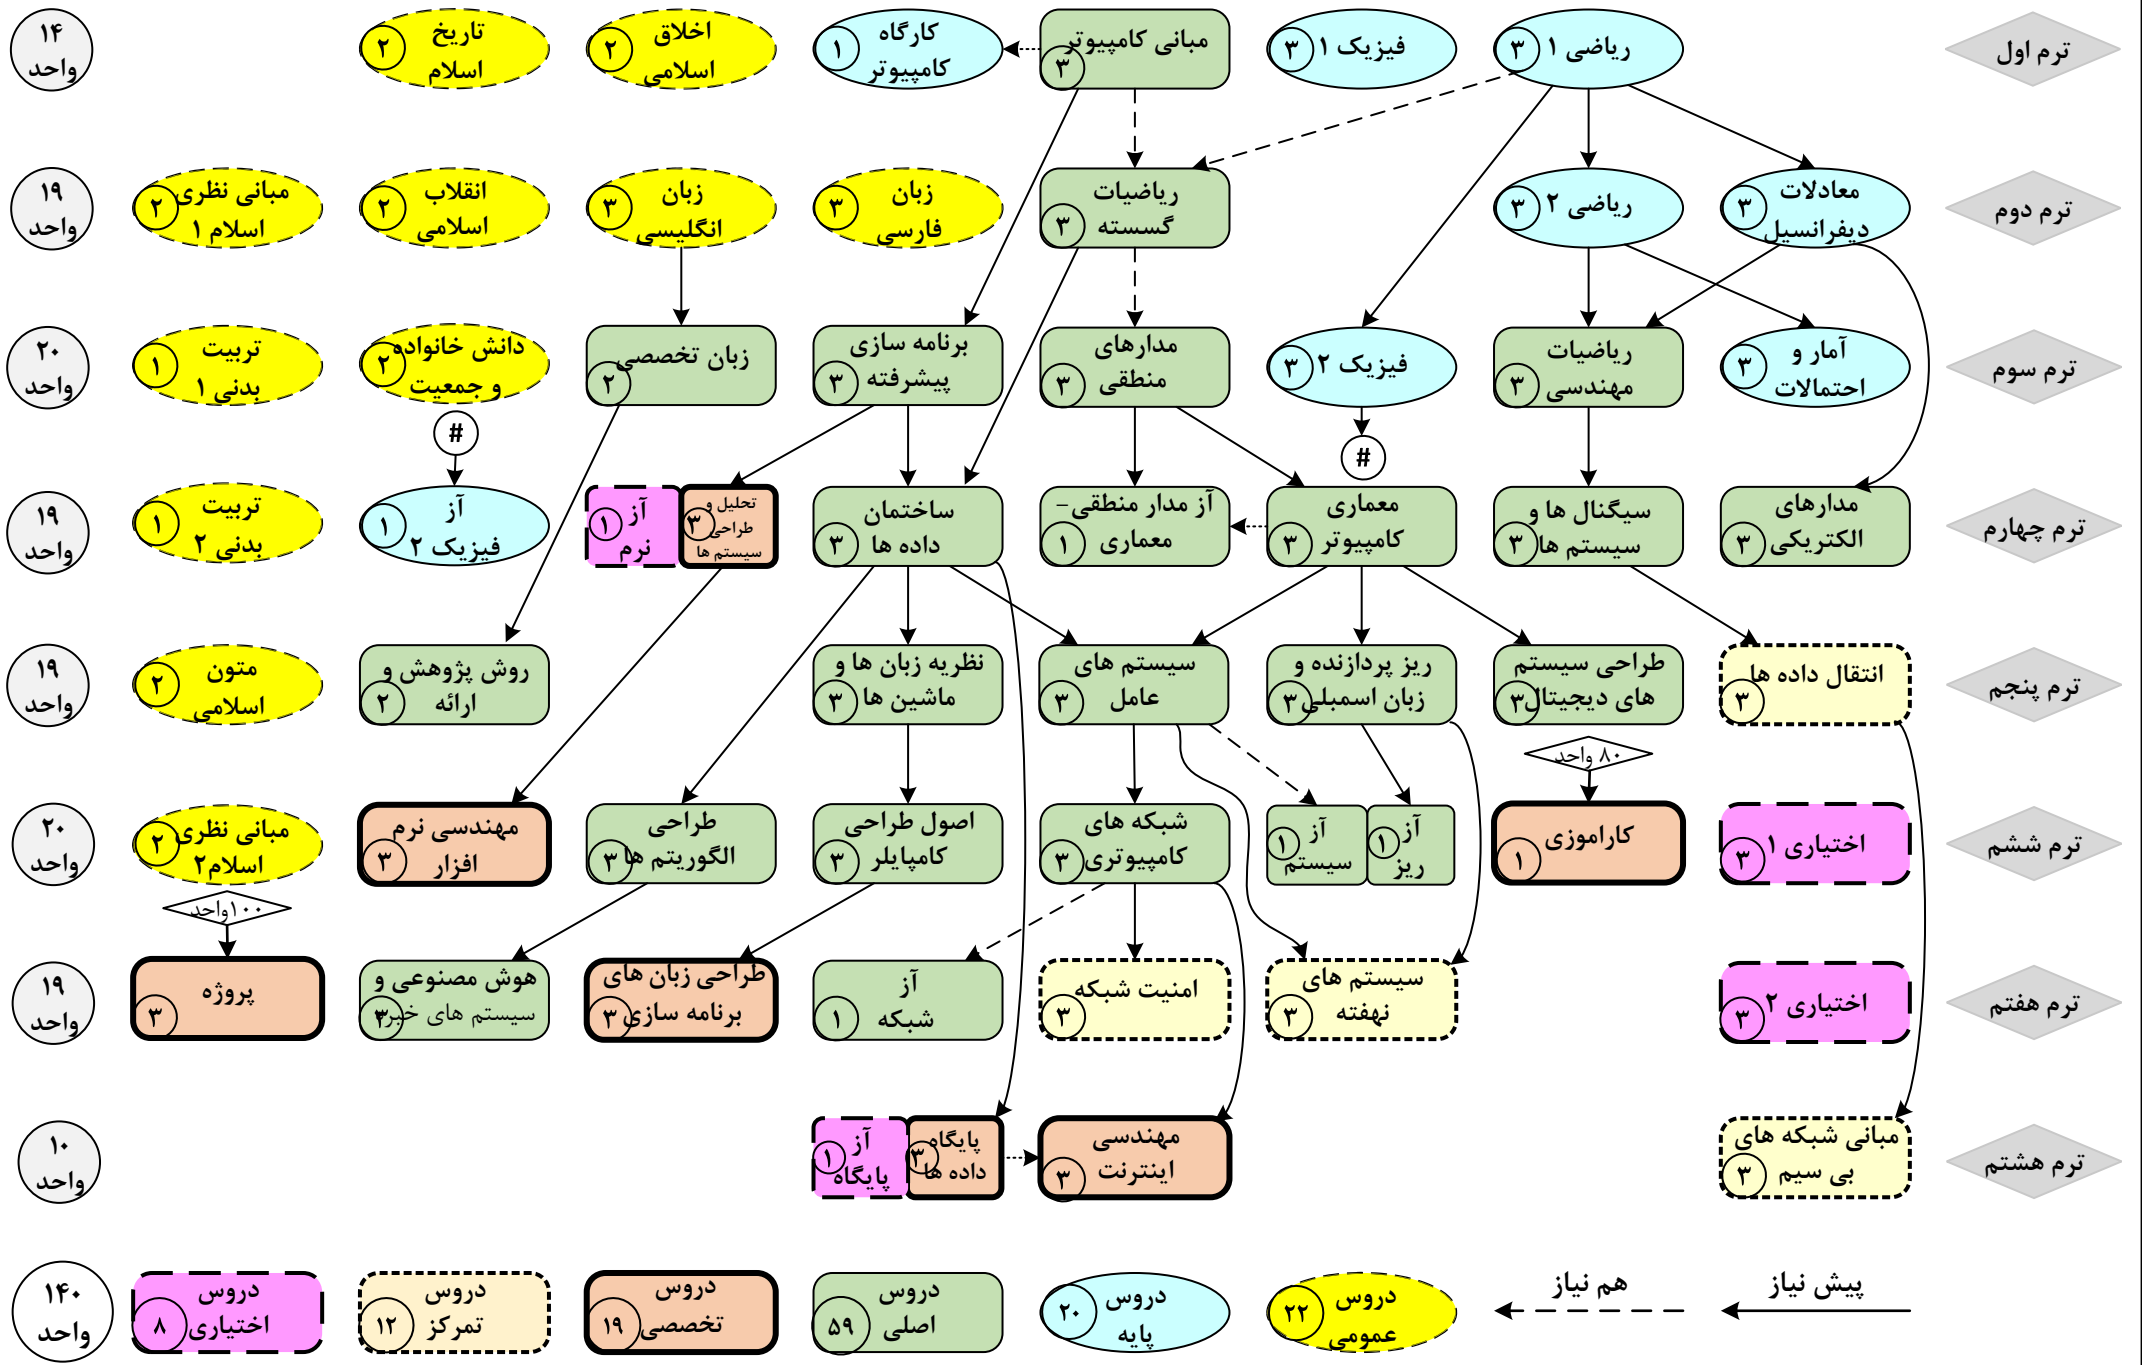 ترم اول
ریاضی ۱
۳
فیزیک ۱
۳
مبانی کامپیوتر
۳
کارگاه
کامپیوتر
۱
اخلاق
اسلامی
۲
تاریخ
اسلام
۲
۱۴
واحد
ترم دوم
معادلات
دیفرانسیل
۳
ریاضی ۲
۳
ریاضیات
گسسته
۳
زبان
فارسی
۳
زبان
انگلیسی
۳
انقلاب
اسلامی
۲
مبانی نظری
اسلام ۱
۲
۱۹
واحد
ترم سوم
آمار و
احتمالات
۳
ریاضیات
مهندسی
۳
فیزیک ۲
۳
مدارهای
منطقی
۳
برنامه سازی
پیشرفته
۳
زبان تخصصی
۲
دانش خانواده
و جمعیت
۲
تربیت
بدنی ۱
۱
۲۰
واحد
#
#
ترم چهارم
مدارهای
الکتریکی
۳
سیگنال ها و
سیستم ها
۳
معماری
کامپیوتر
۳
آز مدار منطقی-
معماری
۱
ساختمان
داده ها
۳
تحلیل و
طراحی
سیستم ها
۳
آز
نرم
۱
آز
فیزیک ۲
۱
تربیت
بدنی ۲
۱
۱۹
واحد
ترم پنجم
انتقال داده ها
۳
طراحی سیستم
های دیجیتال
۳
ریز پردازنده و
زبان اسمبلی
۳
سیستم های
عامل
۳
نظریه زبان ها و
ماشین ها
۳
روش پژوهش و
ارائه
۲
متون
اسلامی
۲
۱۹
واحد
۸۰ واحد
ترم ششم
اختیاری ۱
۳
کاراموزی
۱
آز
ریز
۱
آز
سیستم
۱
شبکه های
کامپیوتری
۳
اصول طراحی
کامپایلر
۳
طراحی
الگوریتم ها
۳
مهندسی نرم
افزار
۳
مبانی نظری
اسلام۲
۲
۲۰
واحد
۱۰۰واحد
ترم هفتم
اختیاری ۲
۳
سیستم های
نهفته
۳
امنیت شبکه
۳
آز
شبکه
۱
طراحی زبان های
برنامه سازی
۳
هوش مصنوعی و
سیستم های خبره
۳
پروژه
۳
۱۹
واحد
ترم هشتم
مبانی شبکه های
بی سیم
۳
مهندسی
اینترنت
۳
پایگاه
داده ها
۳
آز
پایگاه
۱
۱۰
واحد
پیش نیاز
هم نیاز
دروس
عمومی
۲۲
دروس
پایه
۲۰
دروس
اصلی
۵۹
دروس
تخصصی
۱۹
دروس
تمرکز
۱۲
دروس
اختیاری
۸
۱۴۰
واحد